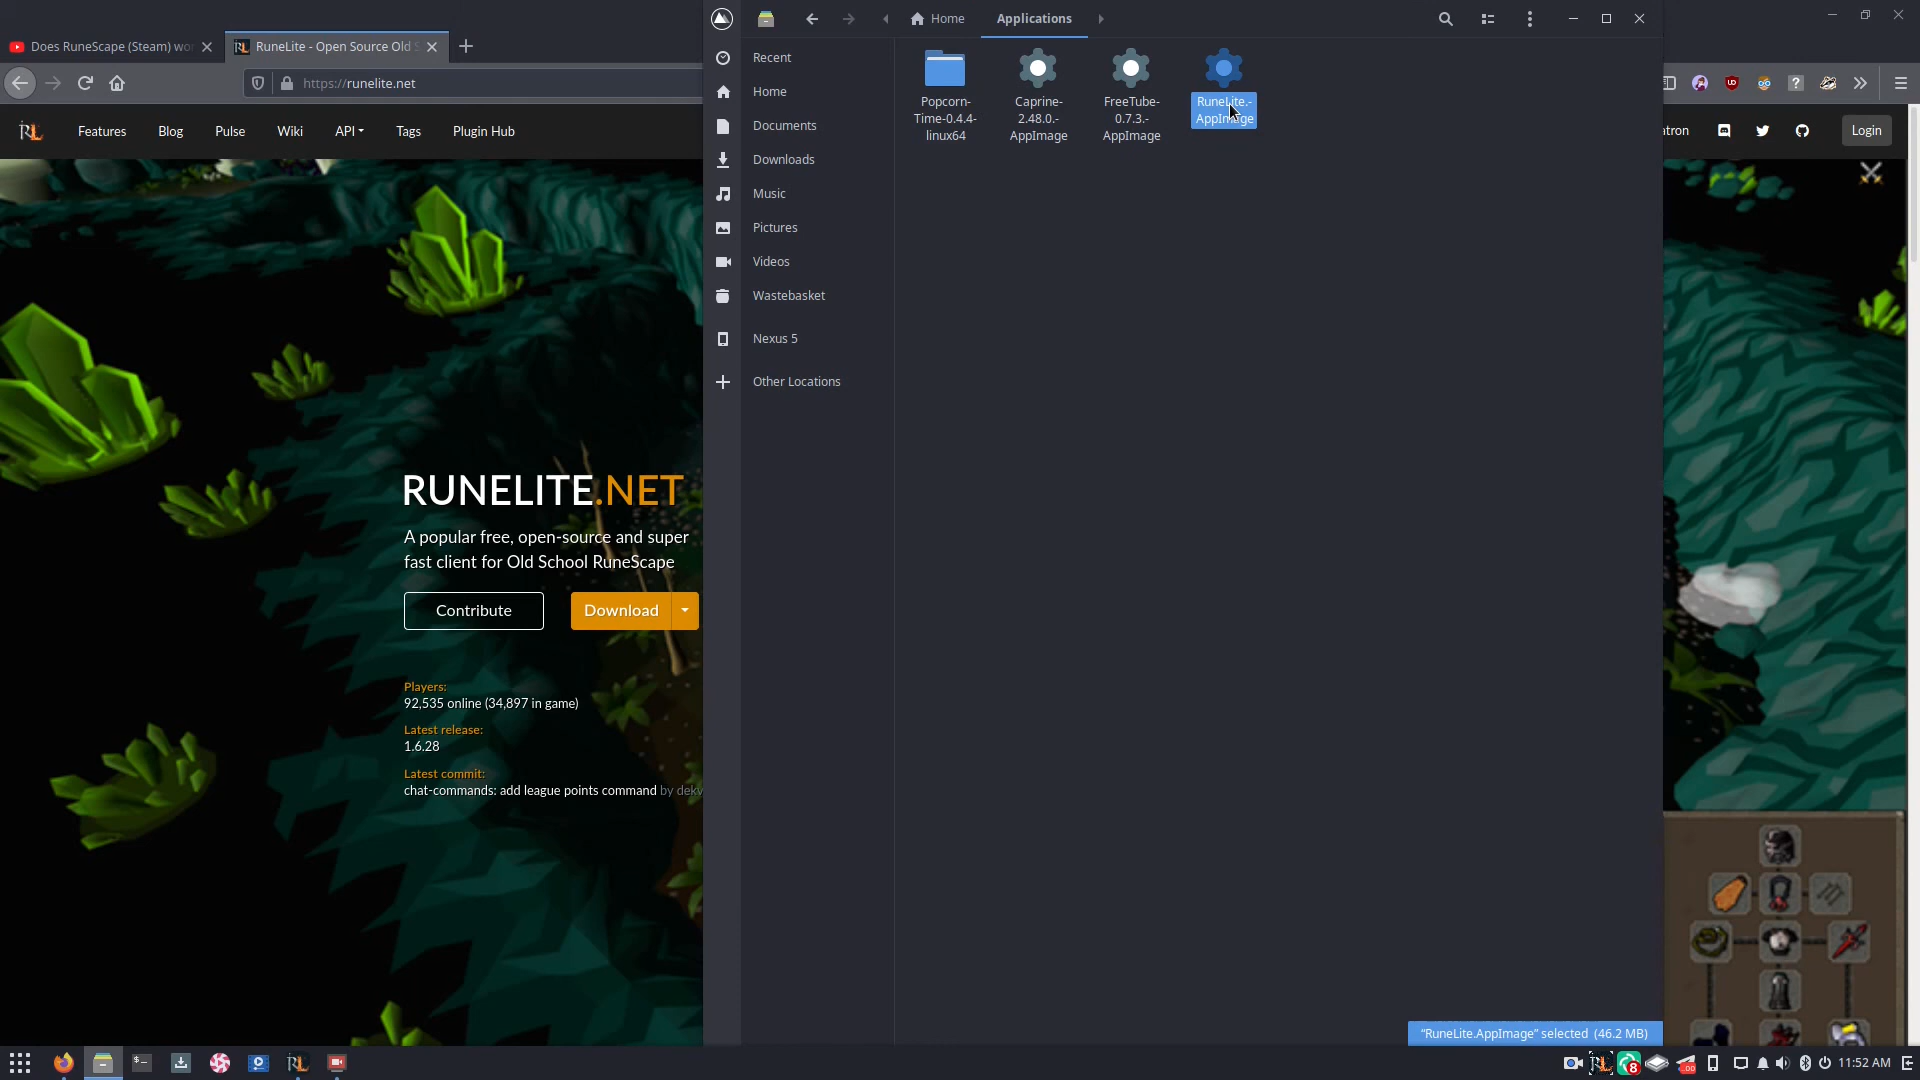 Does RuneScape (Steam) wo
RuneLite - Open Source Old S
https://runelite.net
Features
Blog
Pulse
Wiki
API
Tags
Plugin Hub
RUNELITE.NET
A popular free, open-source and super
fast client for Old School RuneScape
Contribute
Download
Players:
92,535 online (34,897 in game)
Latest release:
1.6.28
Latest commit:
chat-commands: add league points command by dekv
Home
Applications
Recent
Home
Documents
Downloads
Music
Pictures
Videos
Wastebasket
Nexus 5
Other Locations
Popcorn-
Time-0.4.4-
linux64
Caprine-
2.48.0.-
AppImage
FreeTube-
0.7.3.-
AppImage
RuneLite.-
AppImage
"RuneLite.AppImage" selected (46.2 MB)
atron
Login
8
11:52 AM